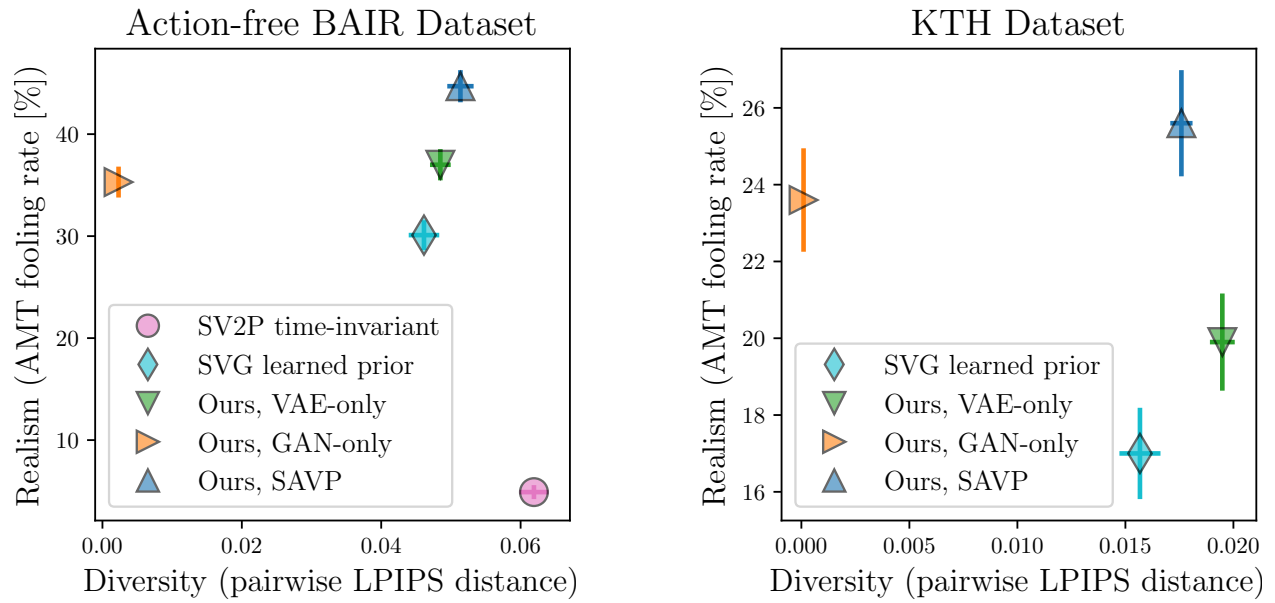 Action-free BAIR Dataset
Realism (AMT fooling rate [%])
40
30
20
10
SV2P time-invariant
SVG learned prior
Ours, VAE-only
Ours, GAN-only
Ours, SAVP
0.00 0.02 0.04 0.06
Diversity (pairwise LPIPS distance)
KTH Dataset
Realism (AMT fooling rate [%])
26
24
22
20
18
16
SVG learned prior
Ours, VAE-only
Ours, GAN-only
Ours, SAVP
0.000 0.005 0.010 0.015 0.020
Diversity (pairwise LPIPS distance)